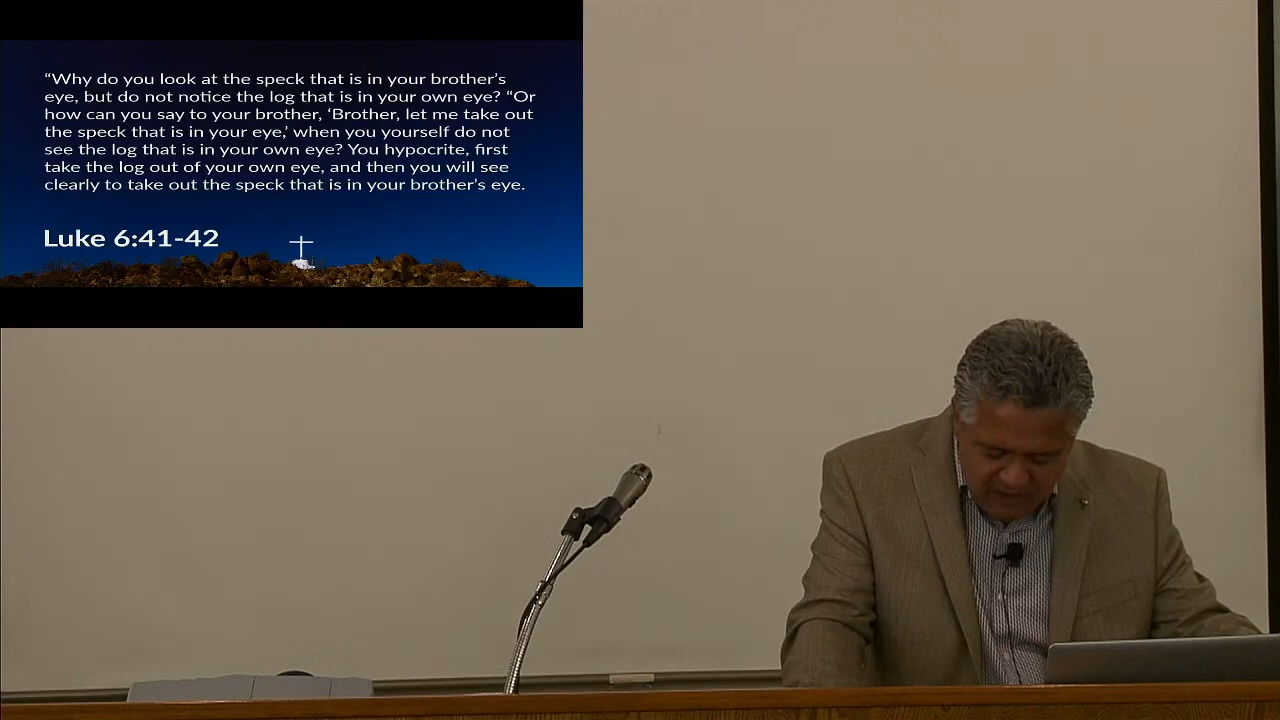 “Why do you look at the speck that is in your brother’s
eye, but do not notice the log that is in your own eye? “Or
how can you say to your brother, ‘Brother, let me take out
the speck that is in your eye,’ when you yourself do not
see the log that is in your own eye? You hypocrite, first
take the log out of your own eye, and then you will see
clearly to take out the speck that is in your brother’s eye.
Luke 6:41-42